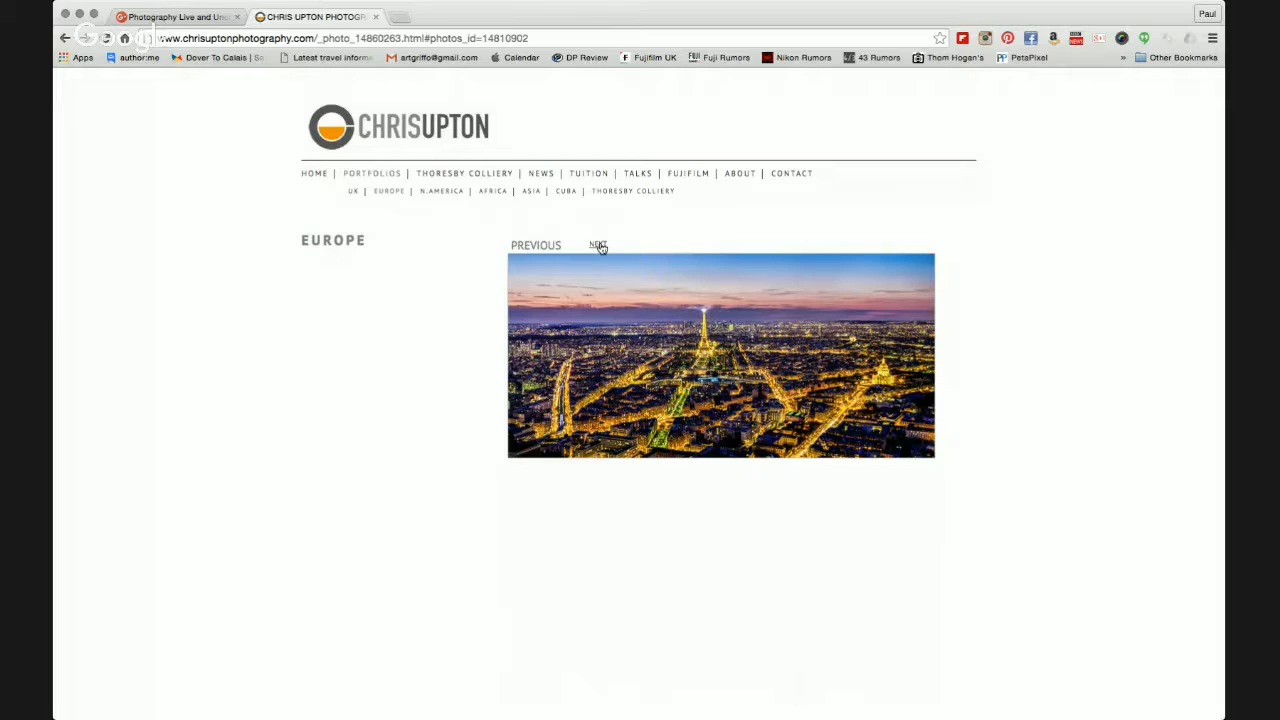 Photography Live and Un
CHRIS UPTON PHOTOGR
Paul
www.chrisuptonphotography.com/_photo_14860263.html#photos_id=14810902
Apps author:me Dover To Calais | Se Latest travel inform artgriffo@gmail.com Calendar DP Review Fujifilm UK Fuji Rumors Nikon Rumors 43 Rumors Thom Hogan's PetaPixel » Other Bookmarks
CHRISUPTON
HOME | PORTFOLIOS | THORESBY COLLIERY | NEWS | TUITION | TALKS | FUJIFILM | ABOUT | CONTACT
UK | EUROPE | N.AMERICA | AFRICA | ASIA | CUBA | THORESBY COLLIERY
EUROPE
PREVIOUS NEXT